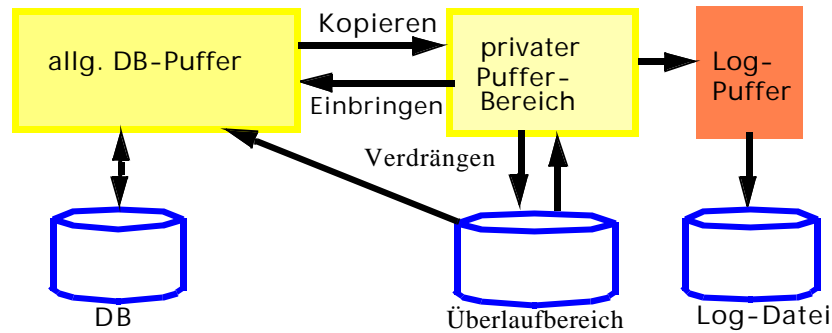 Kopieren
allg. DB-Puffer
privater
Puffer-
Bereich
Log-
Puffer
Einbringen
Verdrängen
DB
Überlaufbereich
Log-Datei